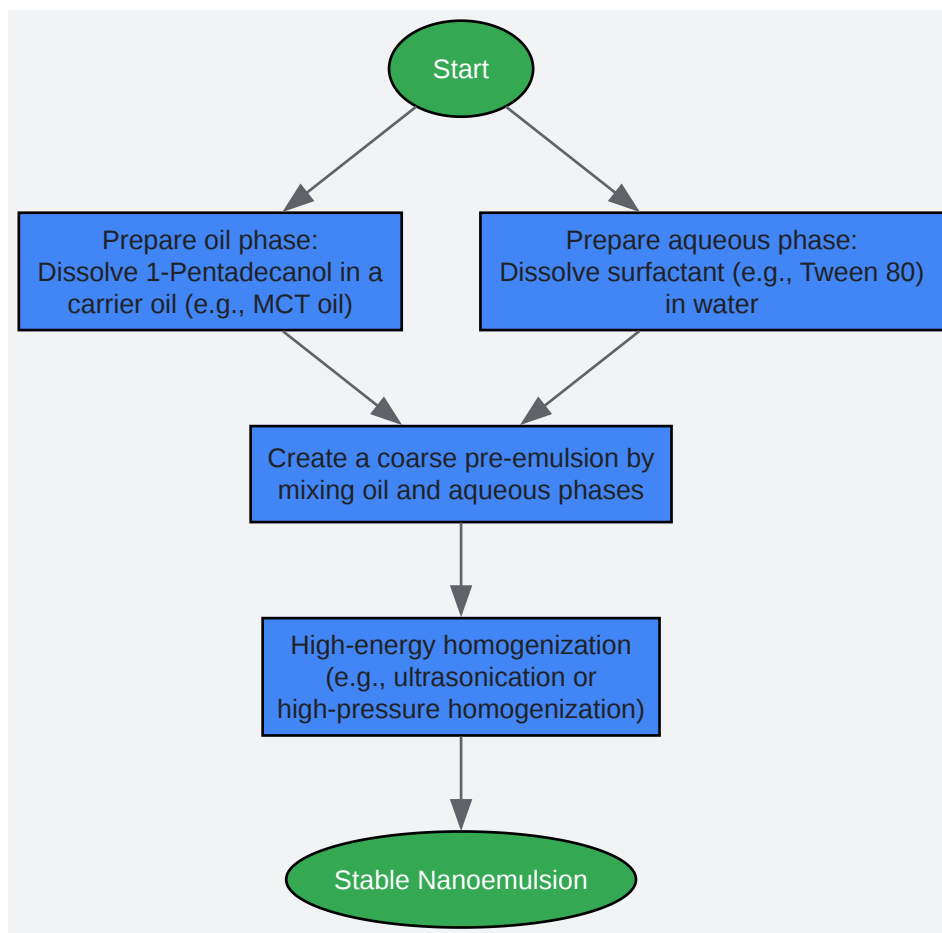 Start
Prepare oil phase:
Dissolve 1-Pentadecanol in a
carrier oil (e.g., MCT oil)
Prepare aqueous phase:
Dissolve surfactant (e.g., Tween 80)
in water
Create a coarse pre-emulsion by
mixing oil and aqueous phases
High-energy homogenization
(e.g., ultrasonication or
high-pressure homogenization)
Stable Nanoemulsion